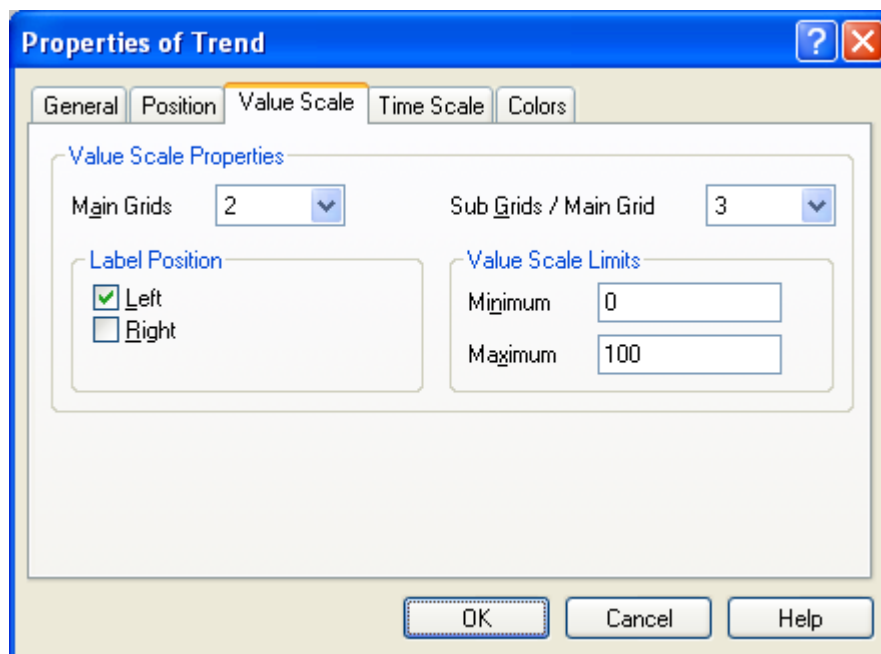 Properties of Trend
General Position Value Scale Time Scale Colors
Value Scale Properties
Main Grids 2 Sub Grids / Main Grid 3
Label Position
Left
Right
Value Scale Limits
Minimum 0
Maximum 100
OK Cancel Help